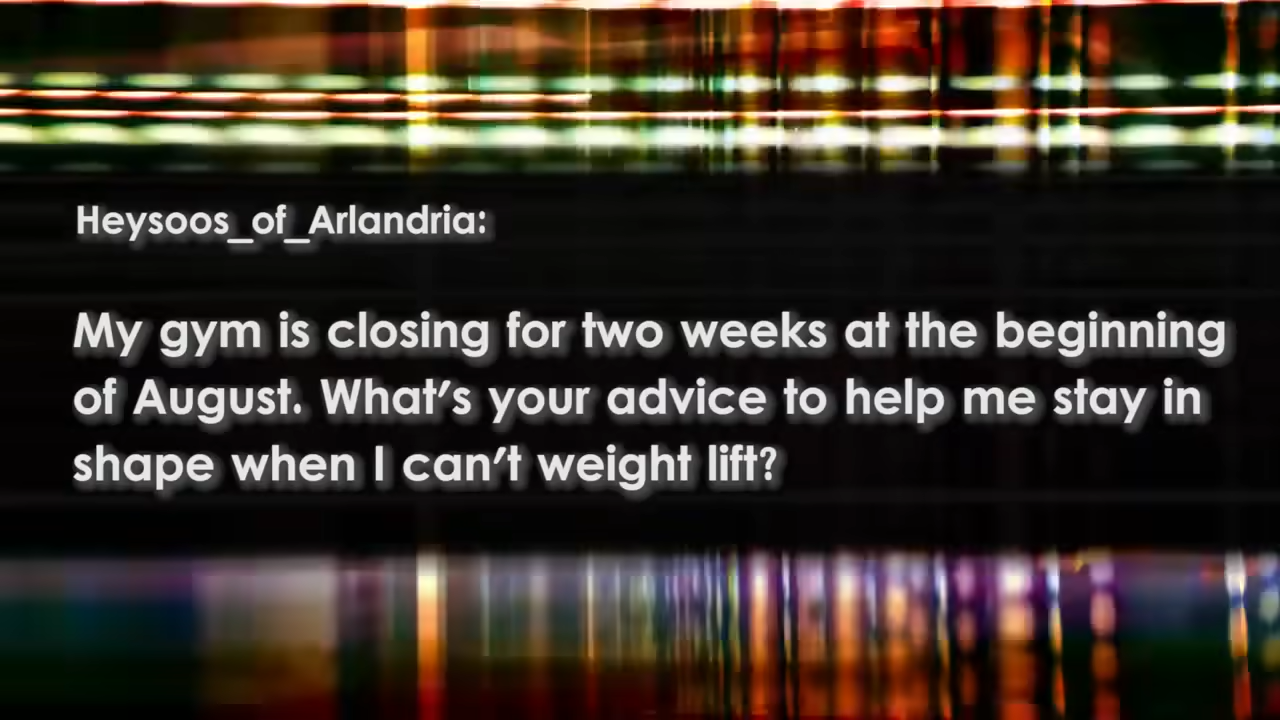 Heysoos_of_Arlandria:
My gym is closing for two weeks at the beginning
of August. What's your advice to help me stay in
shape when I can't weight lift?